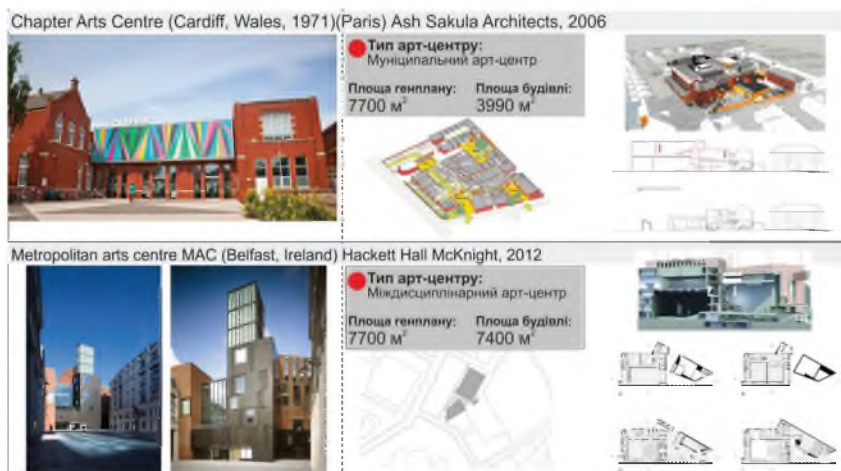 Chapter Arts Centre (Cardiff, Wales, 1971)(Paris) Ash Sakula Architects, 2006
Тип арт-центру:
Муніципальний арт-центр
Площа генплану: Площа будівлі:
7700 м² 3990 м²
Metropolitan arts centre MAC (Belfast, Ireland) Hackett Hall McKnight, 2012
Тип арт-центру:
Міждисциплінарний арт-центр
Площа генплану: Площа будівлі:
7700 м² 7400 м²